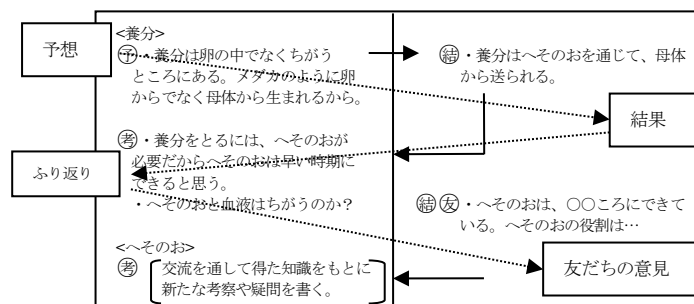 予想
<養分>
予・養分は卵の中でなくちがう
ところにある。メダカのように卵
からでなく母体から生まれるから。
結・養分はへそのおを通じて、母体
から送られる。
結果
考・養分をとるには、へそのおが
必要だからへそのおは早い時期に
できると思う。
・へそのおと血液はちがうのか？
ふり返り
結友・へそのおは、○○ころにできて
いる。へそのおの役割は…
<へそのお>
考 交流を通して得た知識をもとに
新たな考察や疑問を書く。
友だちの意見